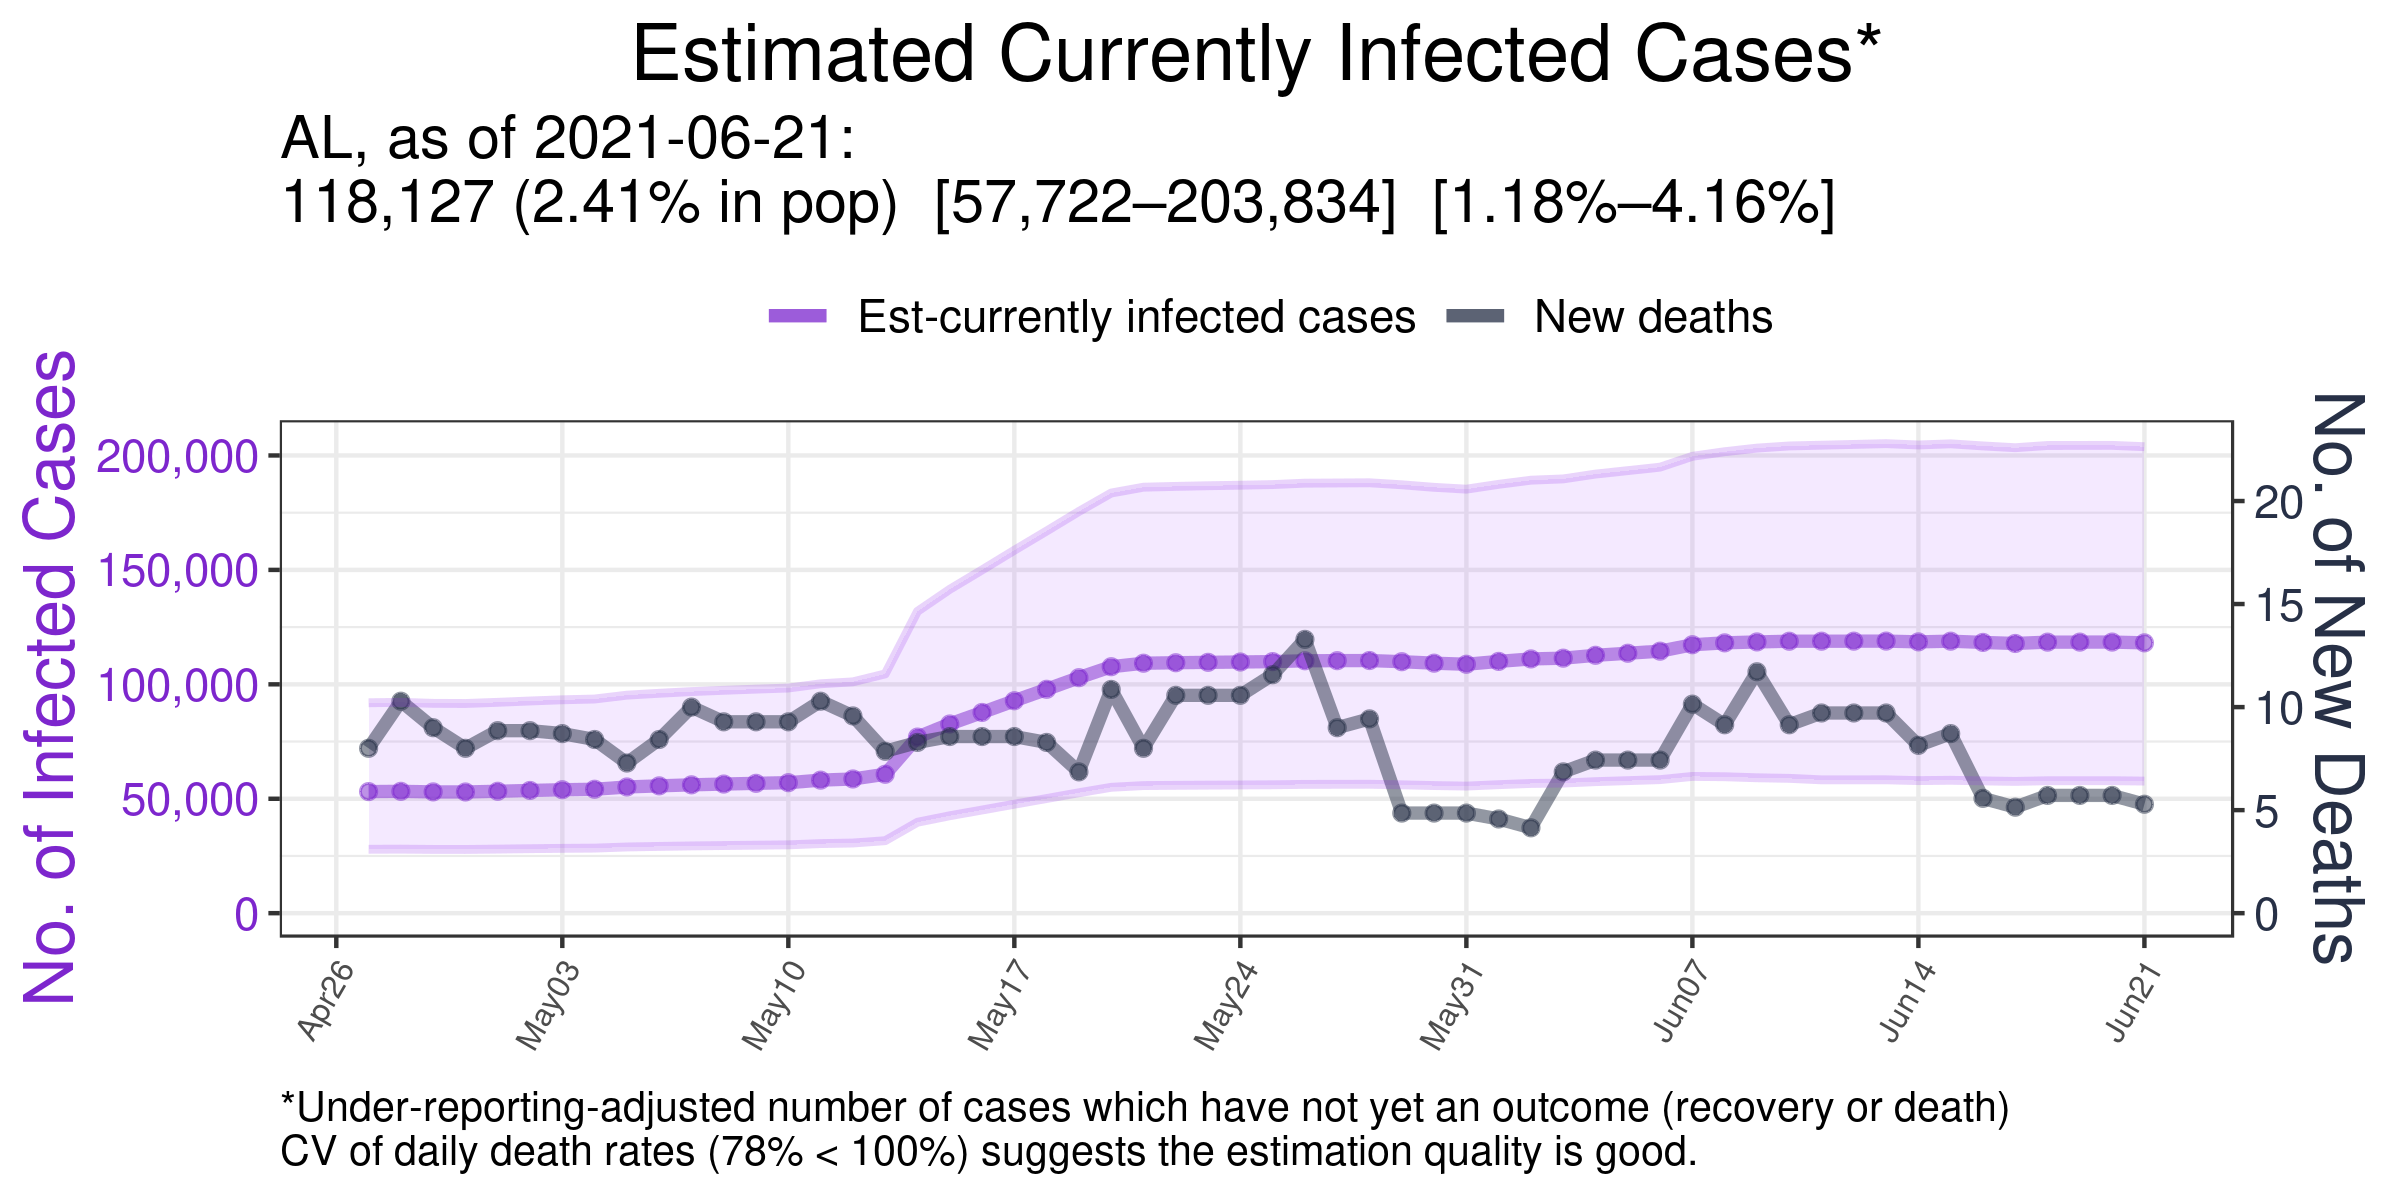 Estimated Currently Infected Cases*
AL, as of 2021-06-21:
118,127 (2.41% in pop)  [57,722–203,834]  [1.18%–4.16%]
Est-currently infected cases
New deaths
No. of Infected Cases
200,000
150,000
100,000
50,000
0
No. of New Deaths
20
15
10
5
0
Apr26
May03
May10
May17
May24
May31
Jun07
Jun14
Jun21
*Under-reporting-adjusted number of cases which have not yet an outcome (recovery or death)
CV of daily death rates (78% < 100%) suggests the estimation quality is good.